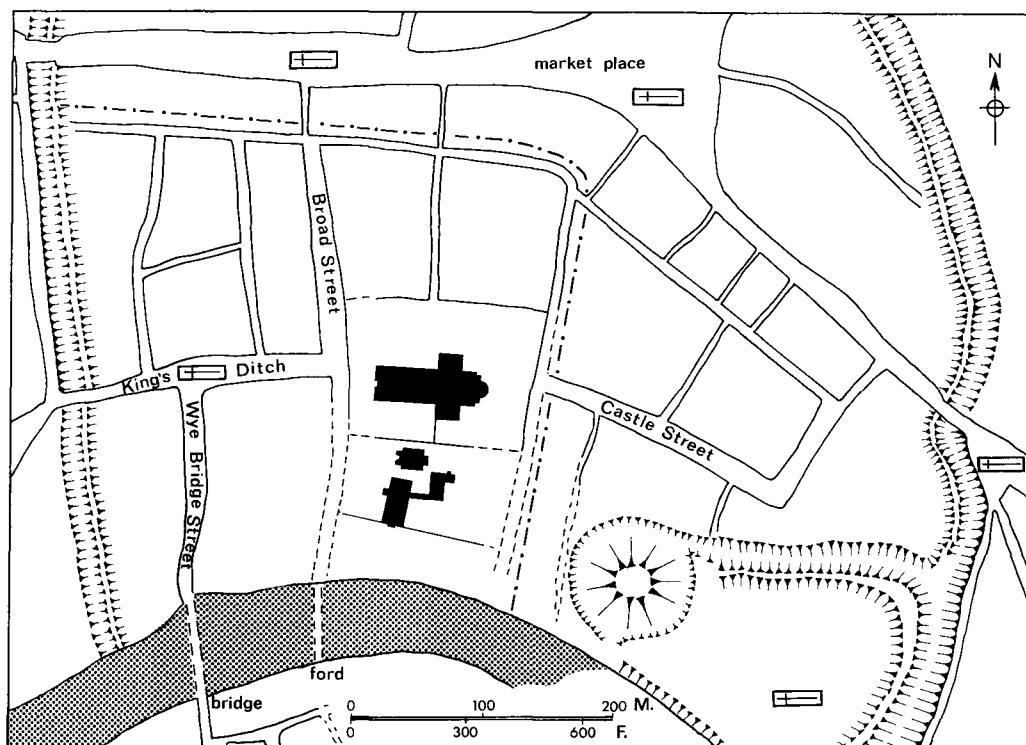 market place
N
Broad Street
King's Ditch
Wye Bridge Street
Castle Street
ford
bridge
0 100 200 M.
0 300 600 F.